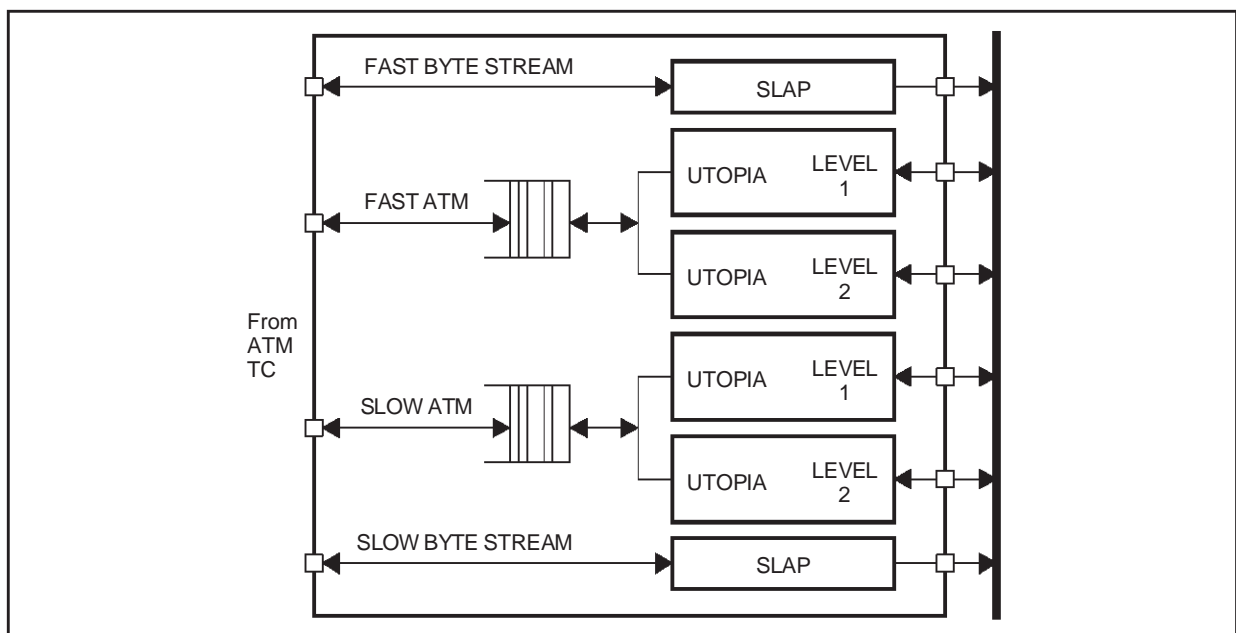 FAST BYTE STREAM
SLAP
UTOPIA LEVEL
1
FAST ATM
UTOPIA LEVEL
2
From
ATM
TC
UTOPIA LEVEL
1
SLOW ATM
UTOPIA LEVEL
2
SLOW BYTE STREAM
SLAP